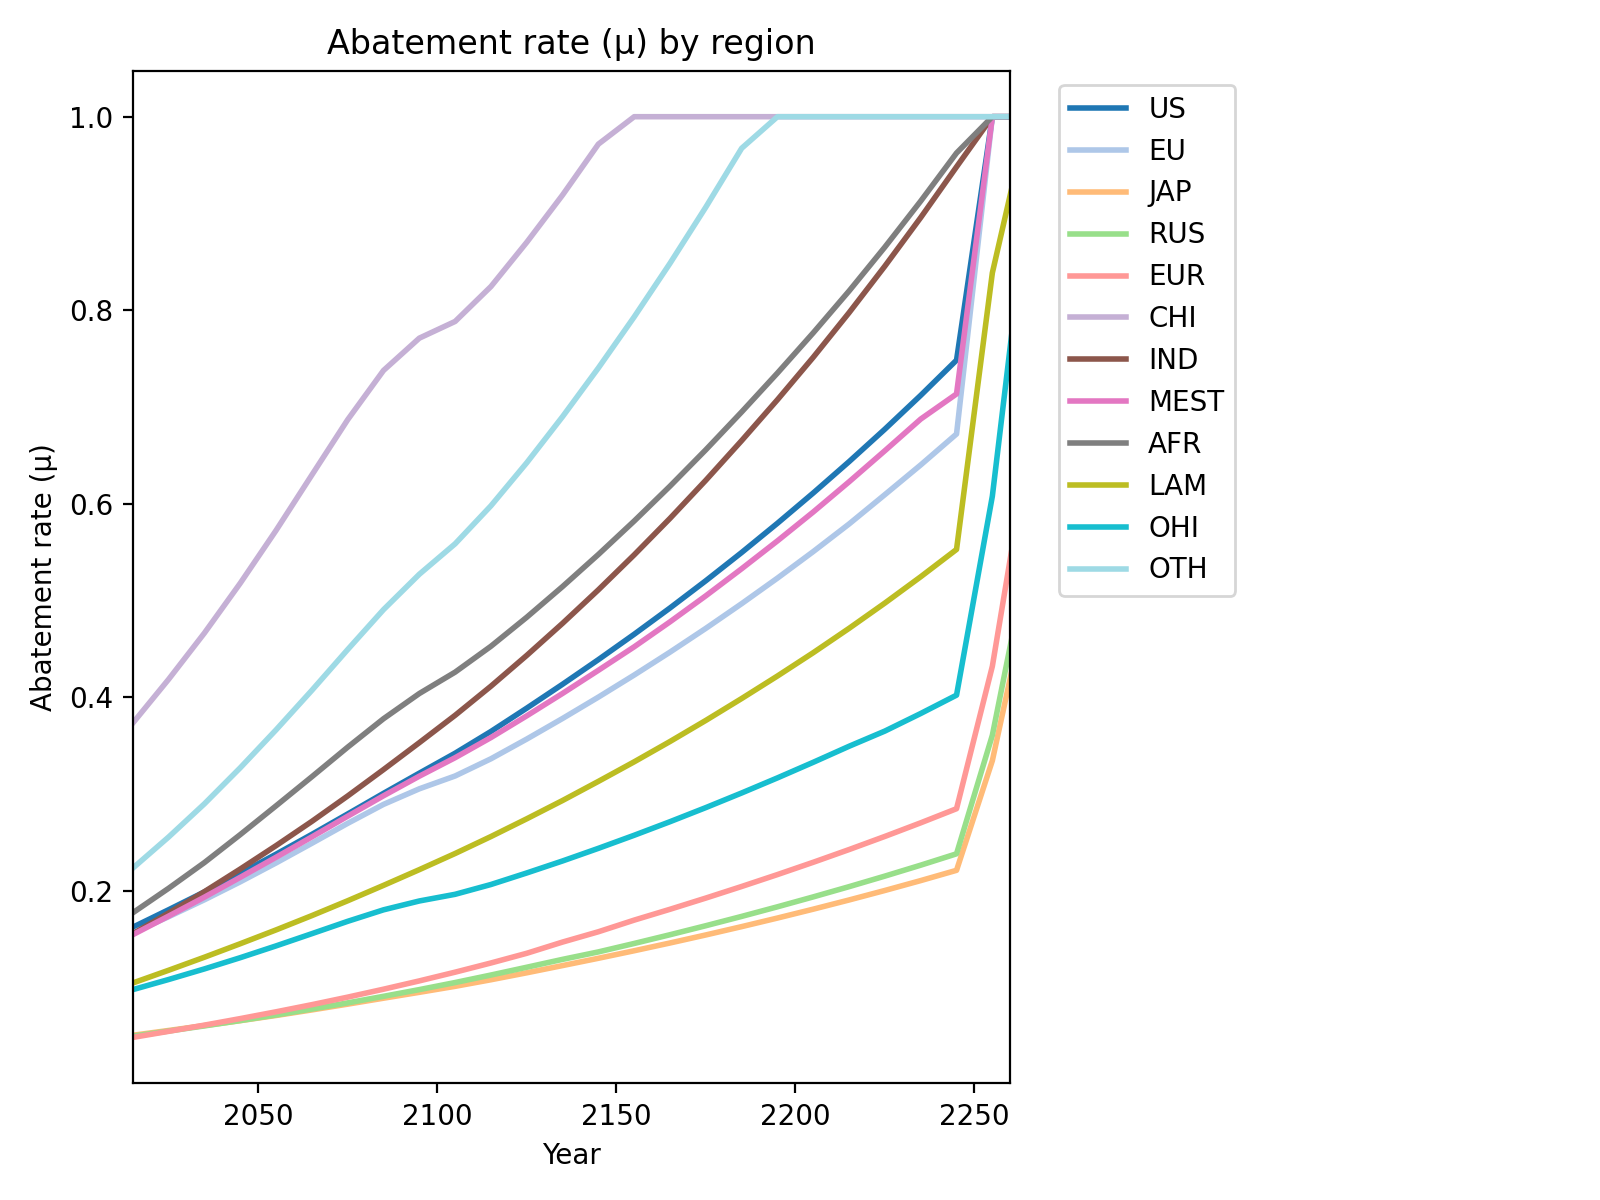 Abatement rate (μ) by region
1.0
0.8
0.6
0.4
0.2
Abatement rate (μ)
2050
2100
2150
2200
2250
Year
US
EU
JAP
RUS
EUR
CHI
IND
MEST
AFR
LAM
OHI
OTH